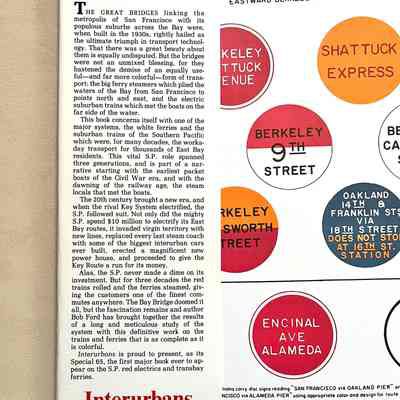 THE GREAT BRIDGES linking the
metropolis of San Francisco with its
populous suburbs across the Bay were,
when built in the 1930s, rightly hailed as
the ultimate triumph in transport technol-
ogy. That there was a great beauty about
them is equally undisputed. But the bridges
were not an unmixed blessing, for they
hastened the demise of an equally use-
ful—and far more colorful—form of trans-
port: the big ferry steamers which plied the
waters of the Bay from San Francisco to
points north and east, and the electric
suburban trains which met the boats on the
far side of the water.
This book concerns itself with one of the
major systems, the white ferries and the
suburban trains of the Southern Pacific
which were, for many decades, the worka-
day transport for thousands of East Bay
residents. This vital S.P. role spanned
three generations, and is part of a nar-
rative starting with the earliest packet
boats of the Civil War era, and with the
dawning of the railway age, the steam
locals that met the boats.
The 20th century brought a new era, and
when the rival Key System electrified, the
S.P. followed suit. Not only did the mighty
S.P. spend $10 million to electrify its East
Bay routes, it invaded virgin territory with
new lines, replaced every last steam coach
with some of the biggest interurban cars
ever built, erected a magnificent new
power house, and proceeded to give the
Key Route a run for its money.
Alas, the S.P. never made a dime on its
investment. But for three decades the red
trains rolled and the ferries steamed, giv-
ing the customers one of the finest com-
mutes anywhere. The Bay Bridge doomed it
all, but the fascination remains and author
Bob Ford has brought together the results
of a long and meticulous study of the
system with this definitive work on the
trains and ferries that is as complete as it
is colorful.
Interurbans is proud to present, as its
Special 65, the first major book ever to ap-
pear on the S.P. red electrics and transbay
ferries.
Interurbans
KELEY
TTUCK
ENUE
SHATTUCK
EXPRESS
BERKELEY
9TH
STREET
RKELEY
SWORTH
TREET
OAKLAND
14TH &
FRANKLIN STS
VIA
18TH STREET
DOES NOT STOP
AT 16TH ST.
STATION
ENCINAL
AVE
ALAMEDA
carry dial signs reading "SAN FRANCISCO via OAKLAND PIER" and
NCISCO via ALAMEDA PIER" using appropriate color and design for route